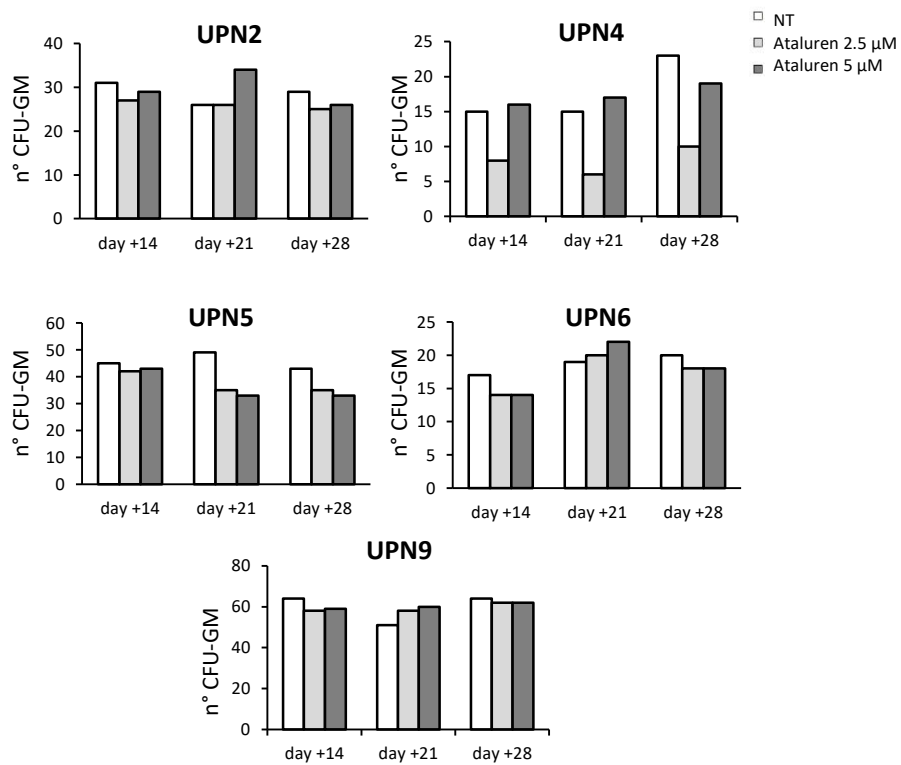 UPN2
n° CFU-GM
40
30
20
10
0
day +14 day +21 day +28
UPN4
n° CFU-GM
25
20
15
10
5
0
day +14 day +21 day +28
NT
Ataluren 2.5 µM
Ataluren 5 µM
UPN5
n° CFU-GM
60
50
40
30
20
10
0
day +14 day +21 day +28
UPN6
n° CFU-GM
25
20
15
10
5
0
day +14 day +21 day +28
UPN9
n° CFU-GM
80
60
40
20
0
day +14 day +21 day +28